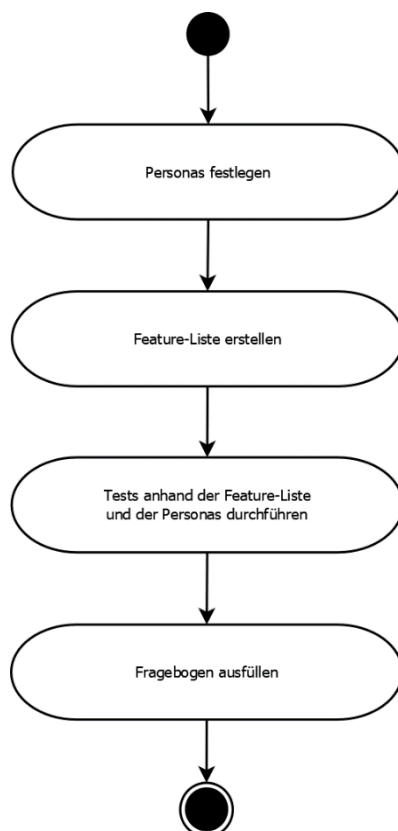 Personas festlegen
Feature-Liste erstellen
Tests anhand der Feature-Liste
und der Personas durchführen
Fragebogen ausfüllen